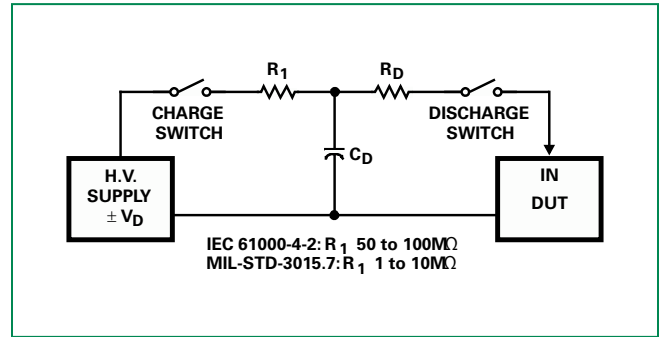 R1
RD
CHARGE
SWITCH
DISCHARGE
SWITCH
CD
H.V.
SUPPLY
± VD
IN
DUT
IEC 61000-4-2: R1 50 to 100MΩ
MIL-STD-3015.7: R1 1 to 10MΩ